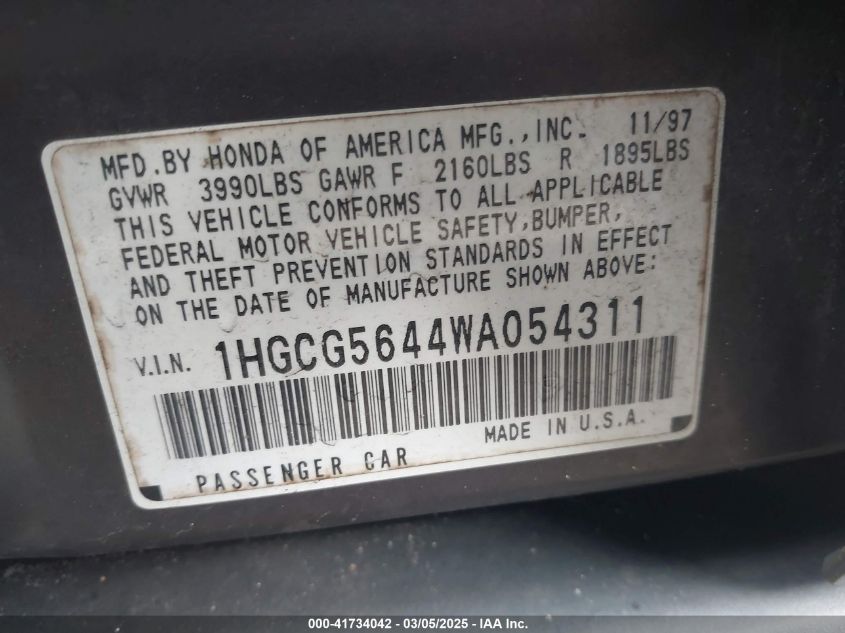 MFD.BY HONDA OF AMERICA MFG.,INC. 11/97
GVWR 3990LBS GAWR F 2160LBS R 1895LBS
THIS VEHICLE CONFORMS TO ALL APPLICABLE
FEDERAL MOTOR VEHICLE SAFETY,BUMPER,
AND THEFT PREVENTION STANDARDS IN EFFECT
ON THE DATE OF MANUFACTURE SHOWN ABOVE:
V.I.N. 1HGCG5644WA054311
PASSENGER CAR MADE IN U.S.A.
000-41734042 - 03/05/2025 - IAA Inc.